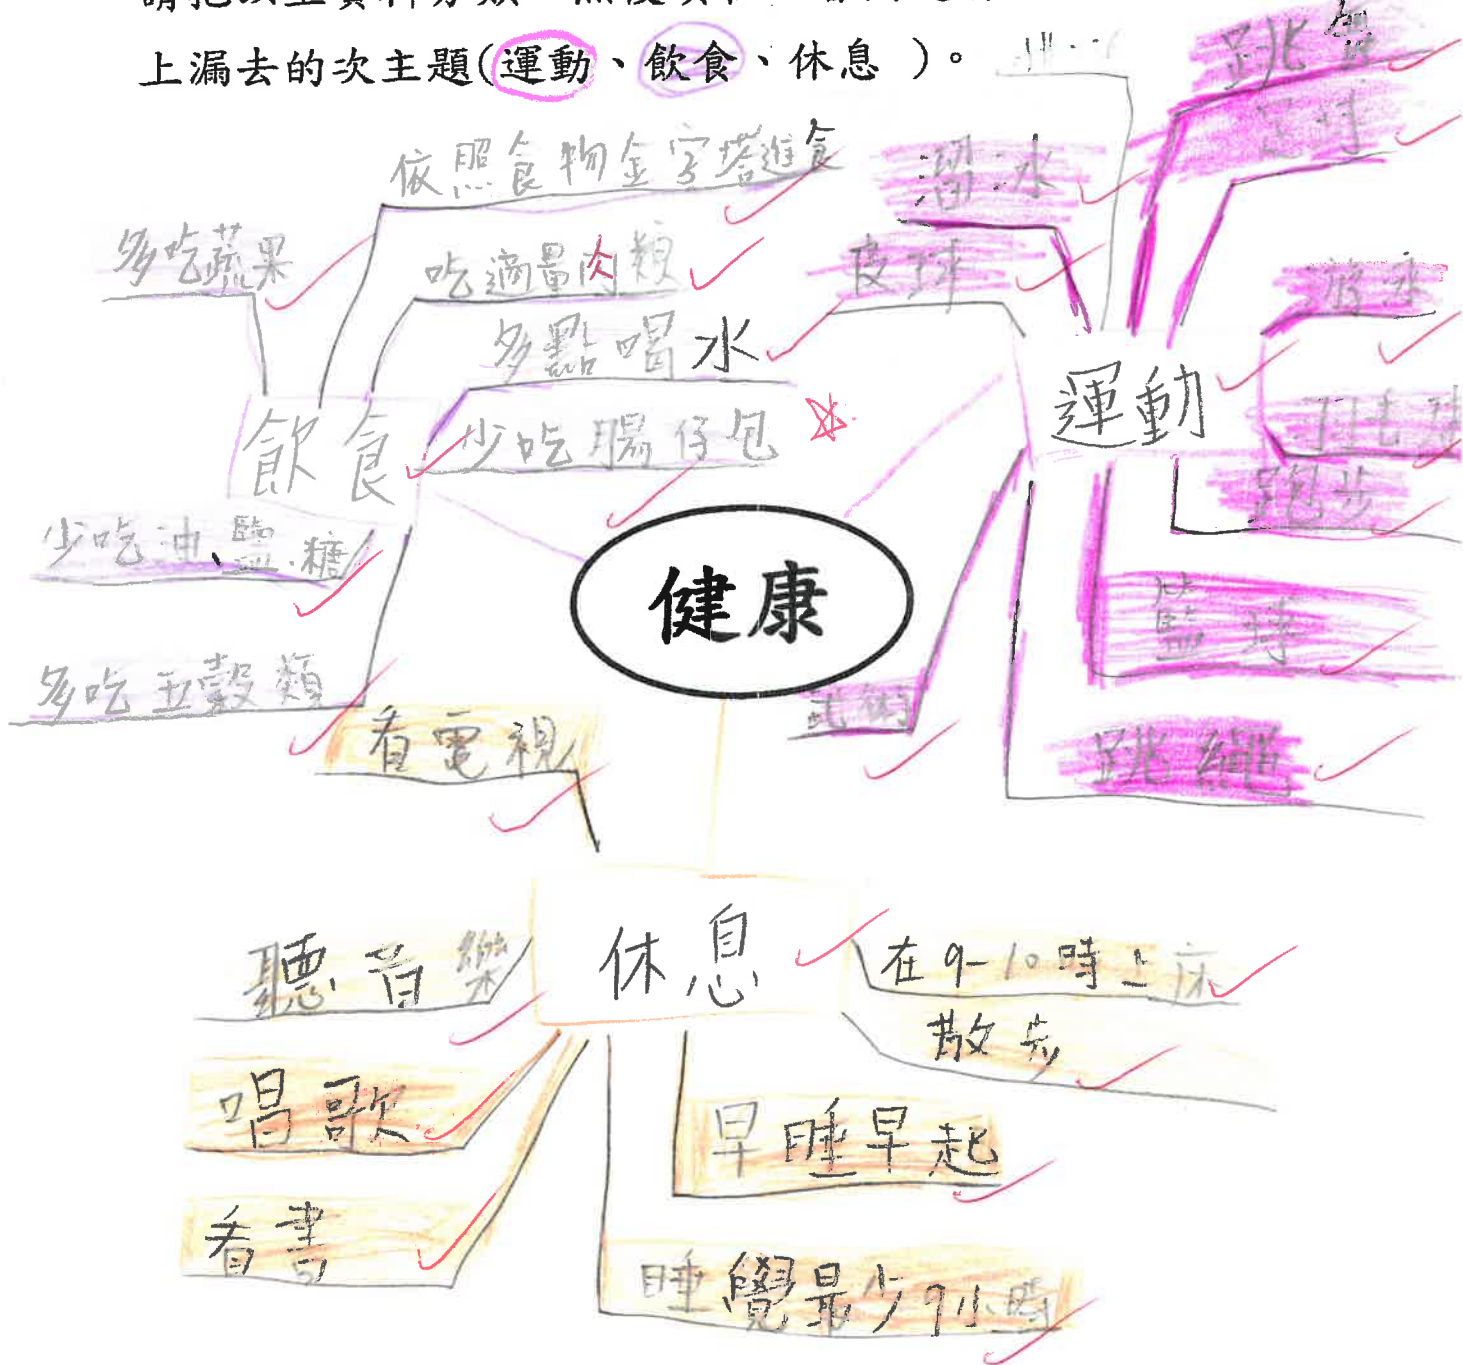 上漏去的次主題(運動、飲食、休息 )。
依照食物金字塔進食
多吃蔬果
吃適量肉類
多點喝水
飲食
少吃腸仔包
少吃油、鹽、糖
多吃五穀類
溜冰
皮球
運動
游水
跑步
籃球
跳繩
武術
健康
看電視
休息
聽音樂
唱歌
看書
在9-10時上床
散步
早睡早起
睡覺最少9小時